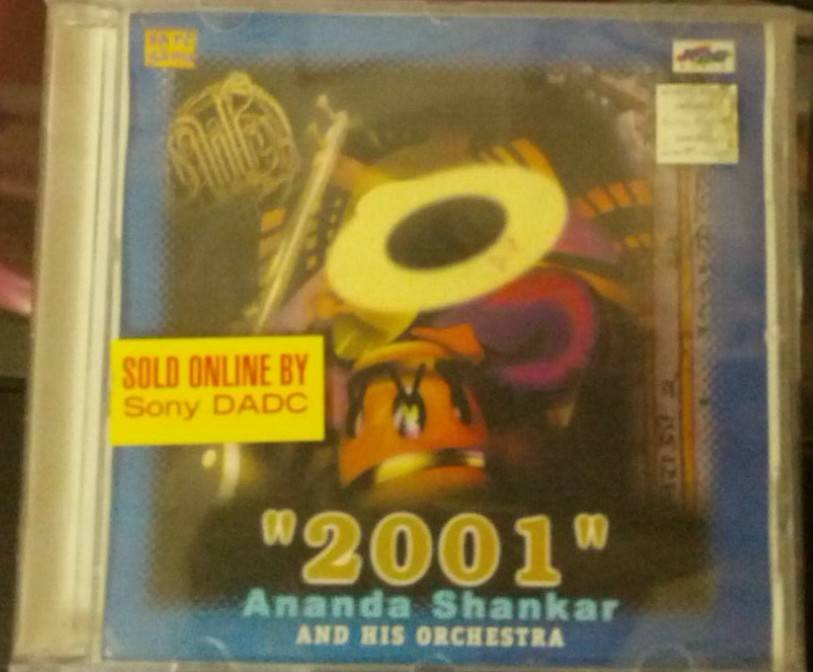 SOLD ONLINE BY
Sony DADC
"2001"
Ananda Shankar
AND HIS ORCHESTRA